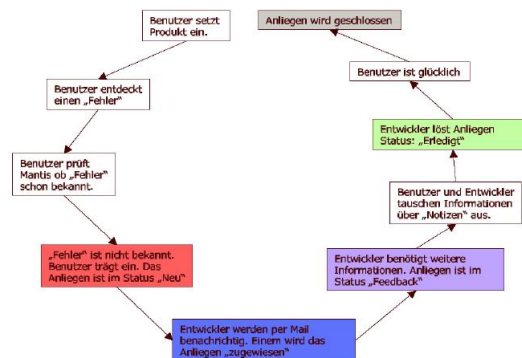 Benutzer setzt
Produkt ein.
Benutzer entdeckt
einen „Fehler“
Benutzer prüft
Mantis ob „Fehler“
schon bekannt.
„Fehler“ ist nicht bekannt.
Benutzer trägt ein. Das
Anliegen ist im Status „Neu“
Entwickler werden per Mail
benachrichtig. Einem wird das
Anliegen „zugewiesen“
Entwickler benötigt weitere
Informationen. Anliegen ist im
Status „Feedback“
Benutzer und Entwickler
tauschen Informationen
über „Notizen“ aus.
Entwickler löst Anliegen
Status: „Erledigt“
Benutzer ist glücklich
Anliegen wird geschlossen